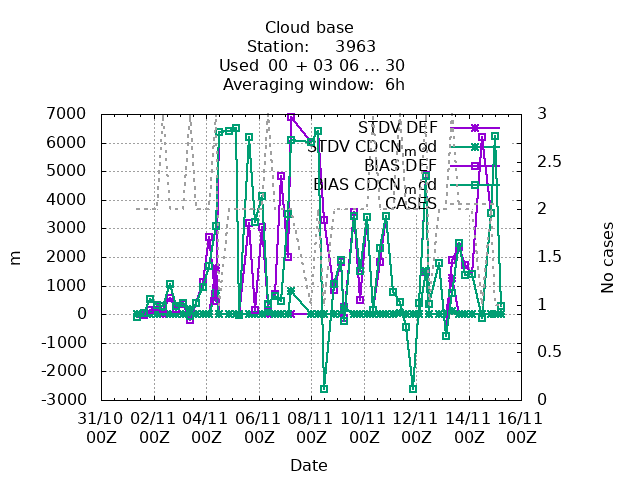 Cloud base
Station: 3963
Used 00 + 03 06 ... 30
Averaging window: 6h
7000 3
STDV DEF
6000 STDV CDCN_mod
2.5
BIAS DEF
5000 BIAS CDCN_mod
CASES
4000 2
3000
2000 1.5
m
No cases
1000
0 1
-1000
0.5
-2000
-3000 0
31/10 02/11 04/11 06/11 08/11 10/11 12/11 14/11 16/11
00Z 00Z 00Z 00Z 00Z 00Z 00Z 00Z 00Z
Date